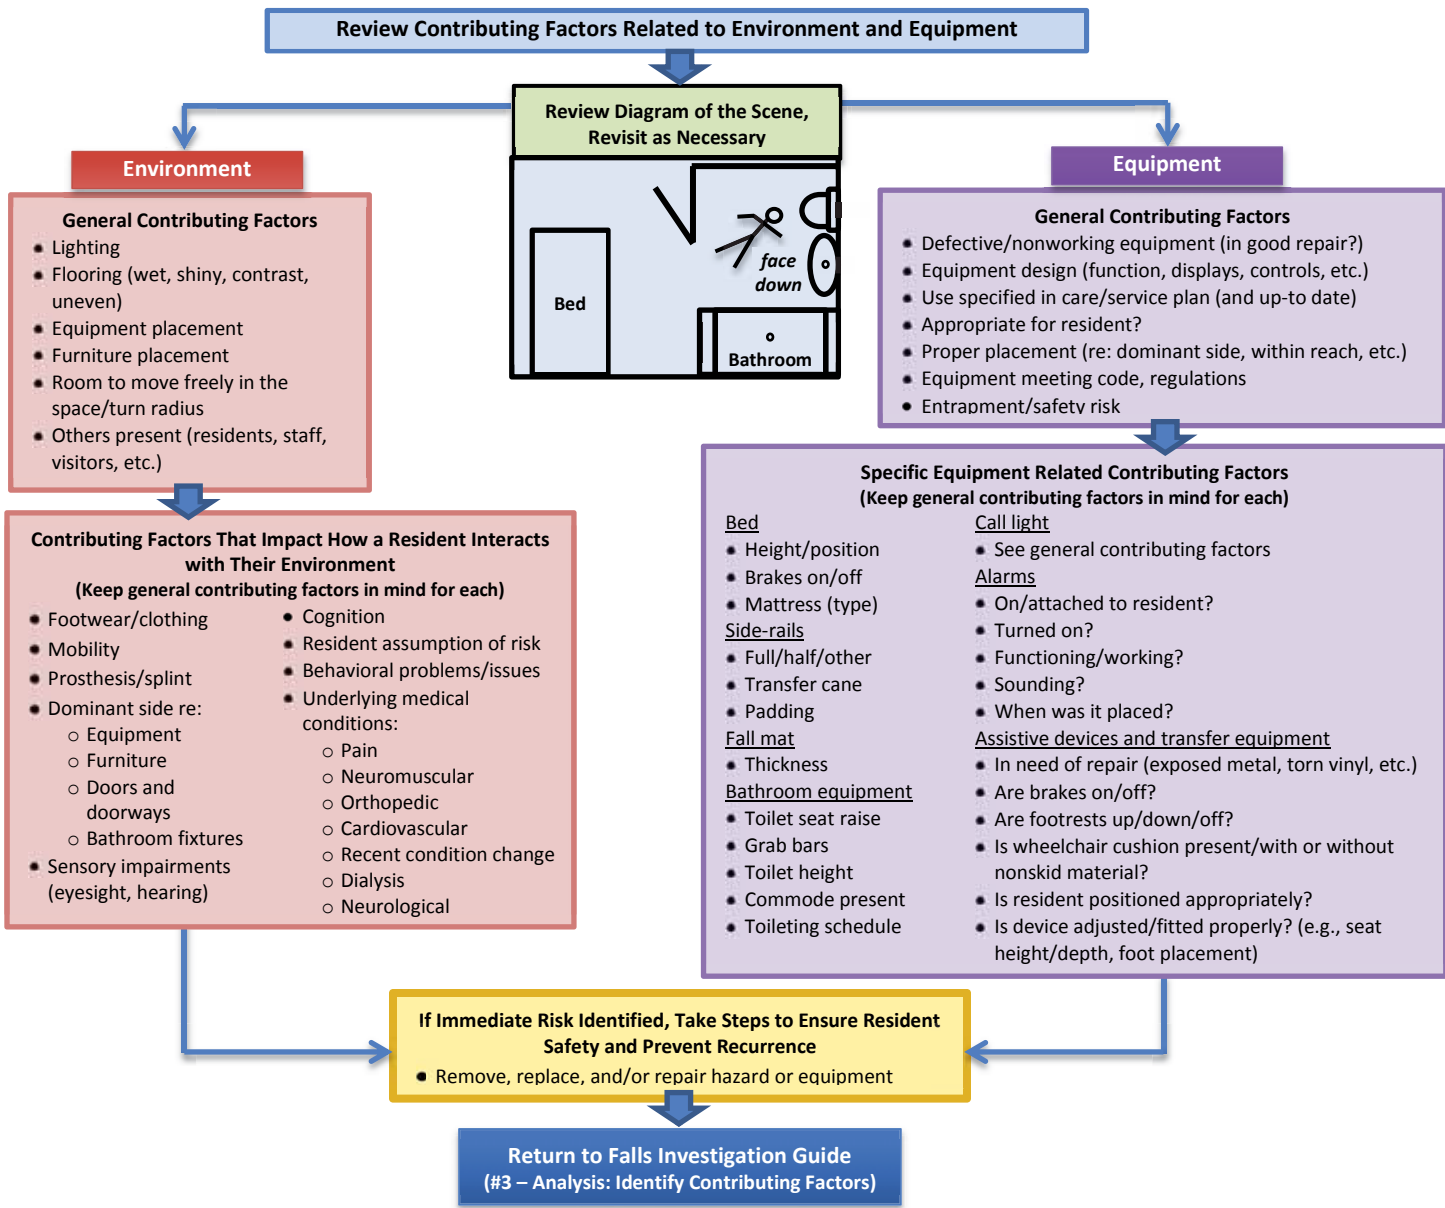 Review Contributing Factors Related to Environment and Equipment
Review Diagram of the Scene,
Revisit as Necessary
face
down
Bed
Bathroom
Environment
General Contributing Factors
Lighting
Flooring (wet, shiny, contrast,
uneven)
Equipment placement
Furniture placement
Room to move freely in the
space/turn radius
Others present (residents, staff,
visitors, etc.)
Contributing Factors That Impact How a Resident Interacts
with Their Environment
(Keep general contributing factors in mind for each)
Footwear/clothing
Mobility
Prosthesis/splint
Dominant side re:
Equipment
Furniture
Doors and
doorways
Bathroom fixtures
Sensory impairments
(eyesight, hearing)
Cognition
Resident assumption of risk
Behavioral problems/issues
Underlying medical
conditions:
Pain
Neuromuscular
Orthopedic
Cardiovascular
Recent condition change
Dialysis
Neurological
Equipment
General Contributing Factors
Defective/nonworking equipment (in good repair?)
Equipment design (function, displays, controls, etc.)
Use specified in care/service plan (and up-to date)
Appropriate for resident?
Proper placement (re: dominant side, within reach, etc.)
Equipment meeting code, regulations
Entrapment/safety risk
Specific Equipment Related Contributing Factors
(Keep general contributing factors in mind for each)
Bed
Height/position
Brakes on/off
Mattress (type)
Side-rails
Full/half/other
Transfer cane
Padding
Fall mat
Thickness
Bathroom equipment
Toilet seat raise
Grab bars
Toilet height
Commode present
Toileting schedule
Call light
See general contributing factors
Alarms
On/attached to resident?
Turned on?
Functioning/working?
Sounding?
When was it placed?
Assistive devices and transfer equipment
In need of repair (exposed metal, torn vinyl, etc.)
Are brakes on/off?
Are footrests up/down/off?
Is wheelchair cushion present/with or without
nonskid material?
Is resident positioned appropriately?
Is device adjusted/fitted properly? (e.g., seat
height/depth, foot placement)
If Immediate Risk Identified, Take Steps to Ensure Resident
Safety and Prevent Recurrence
Remove, replace, and/or repair hazard or equipment
Return to Falls Investigation Guide
(#3 – Analysis: Identify Contributing Factors)